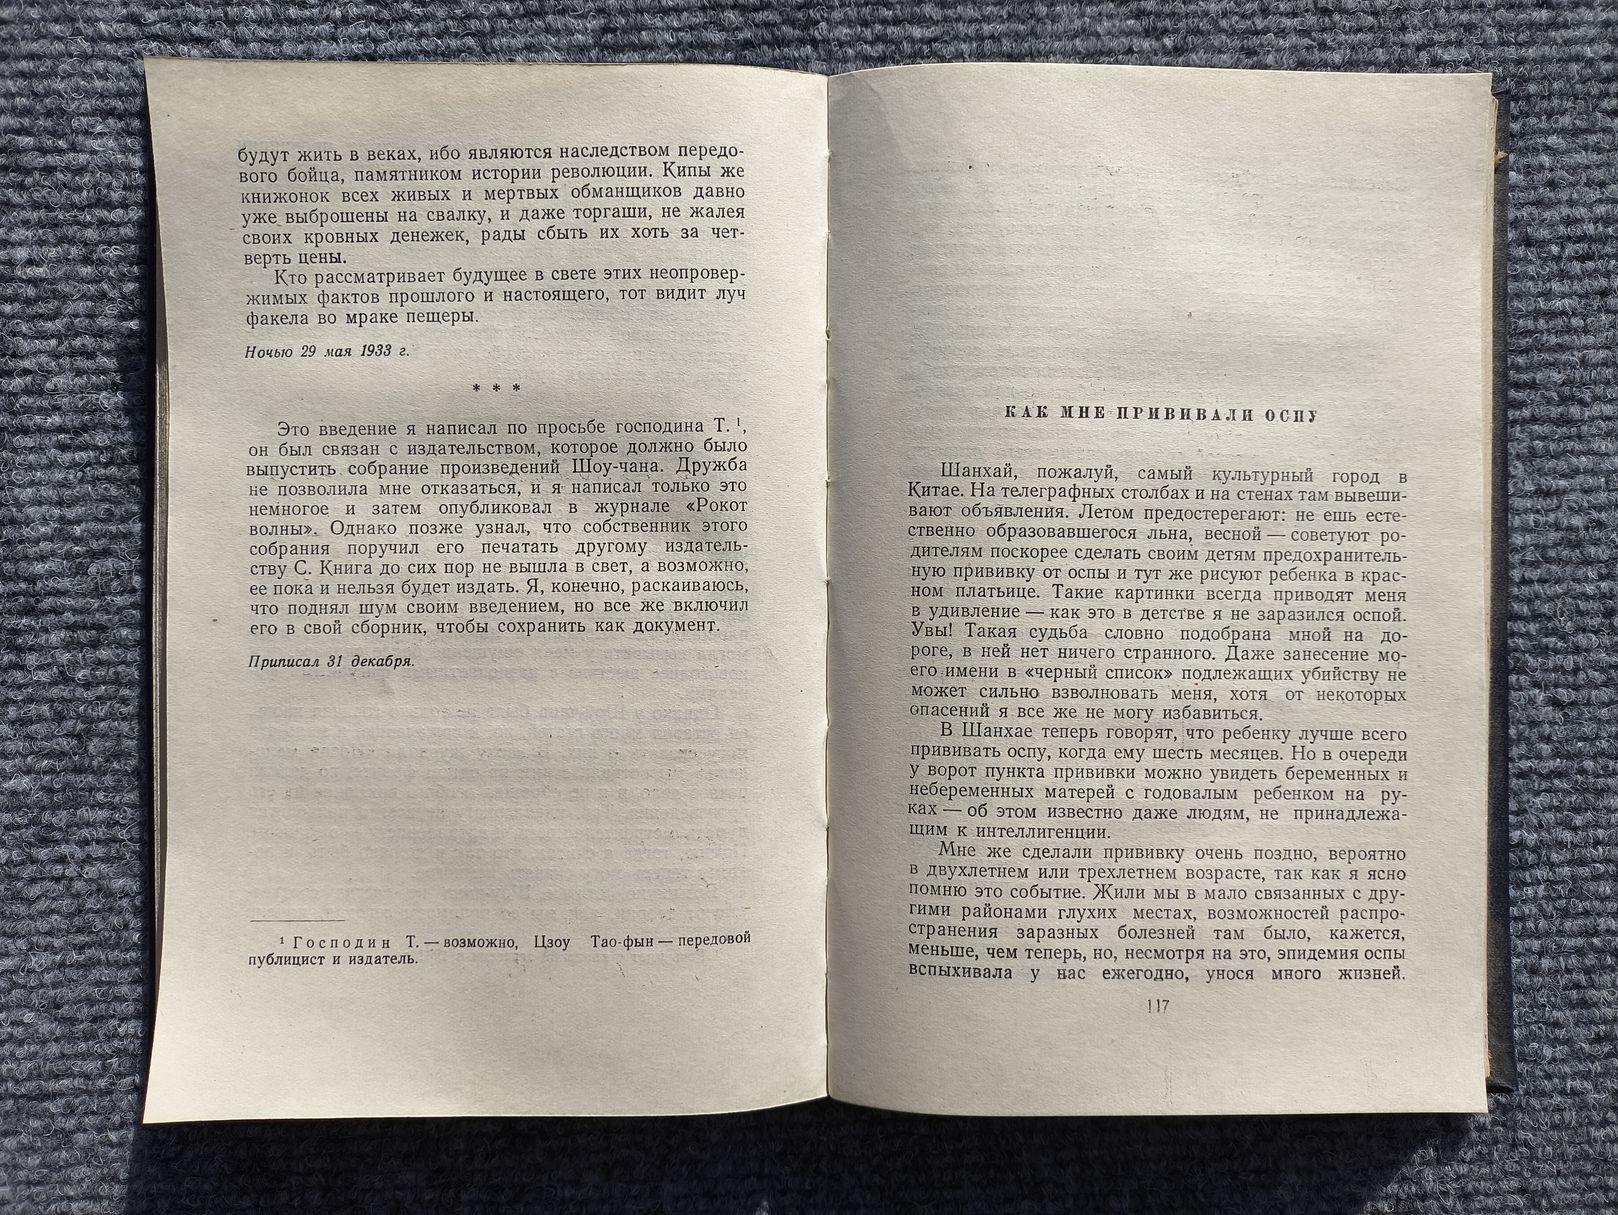 будут жить в веках, ибо являются наследством передо-
вого бойца, памятником истории революции. Кипы же
книжонок всех живых и мертвых обманщиков давно
уже выброшены на свалку, и даже торгаши, не жалея
своих кровных денежек, рады сбыть их хоть за чет-
верть цены.
Кто рассматривает будущее в свете этих неопровер-
жимых фактов прошлого и настоящего, тот видит луч
факела во мраке пещеры.
Ночью 29 мая 1933 г.
* * *
Это введение я написал по просьбе господина Т. ¹,
он был связан с издательством, которое должно было
выпустить собрание произведений Шоу-чана. Дружба
не позволила мне отказаться, и я написал только это
немногое и затем опубликовал в журнале «Рокот
волны». Однако позже узнал, что собственник этого
собрания поручил его печатать другому издатель-
ству С. Книга до сих пор не вышла в свет, а возможно,
ее пока и нельзя будет издать. Я, конечно, раскаиваюсь,
что поднял шум своим введением, но все же включил
его в свой сборник, чтобы сохранить как документ.
Приписал 31 декабря.
¹ Господин Т. — возможно, Цзоу Тао-фын — передовой
публицист и издатель.
КАК МНЕ ПРИВИВАЛИ ОСПУ
Шанхай, пожалуй, самый культурный город в
Китае. На телеграфных столбах и на стенах там вывеши-
вают объявления. Летом предостерегают: не ешь есте-
ственно образовавшегося льна, весной — советуют ро-
дителям поскорее сделать своим детям предохранитель-
ную прививку от оспы и тут же рисуют ребенка в крас-
ном платьице. Такие картинки всегда приводят меня
в удивление — как это в детстве я не заразился оспой.
Увы! Такая судьба словно подобрана мной на до-
роге, в ней нет ничего странного. Даже занесение мо-
его имени в «черный список» подлежащих убийству не
может сильно взволновать меня, хотя от некоторых
опасений я все же не могу избавиться.
В Шанхае теперь говорят, что ребенку лучше всего
прививать оспу, когда ему шесть месяцев. Но в очереди
у ворот пункта прививки можно увидеть беременных и
небеременных матерей с годовалым ребенком на ру-
ках — об этом известно даже людям, не принадлежа-
щим к интеллигенции.
Мне же сделали прививку очень поздно, вероятно
в двухлетнем или трехлетнем возрасте, так как я ясно
помню это событие. Жили мы в мало связанных с дру-
гими районами глухих местах, возможностей распро-
странения заразных болезней там было, кажется,
меньше, чем теперь, но, несмотря на это, эпидемия оспы
вспыхивала у нас ежегодно, унося много жизней.
117